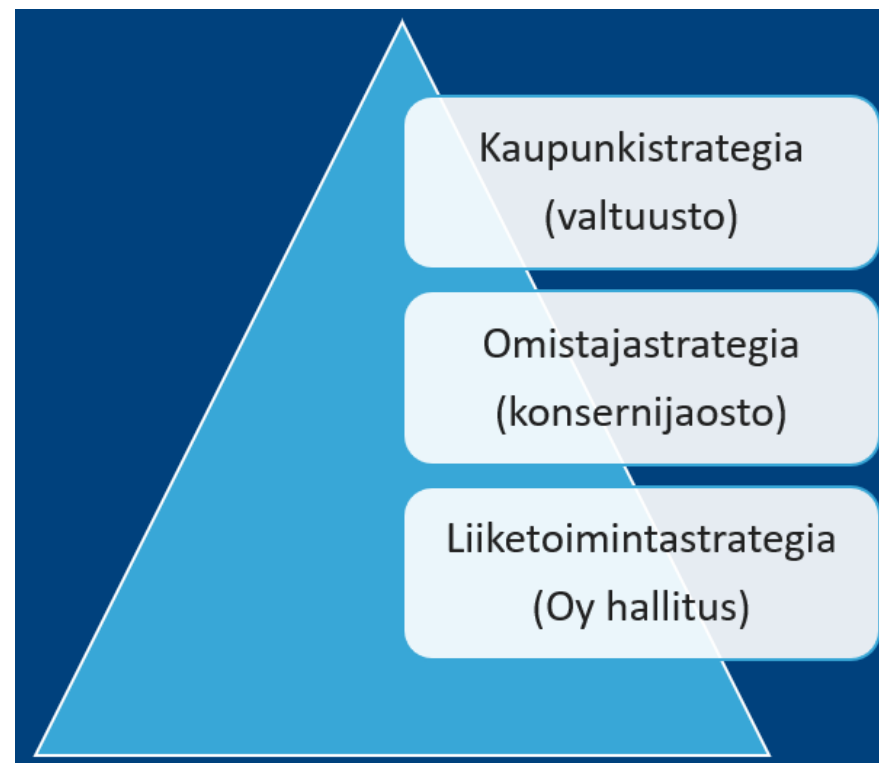 Kaupunkistrategia
(valtuusto)
Omistajastrategia
(konsernijaosto)
Liiketoimintastrategia
(Oy hallitus)